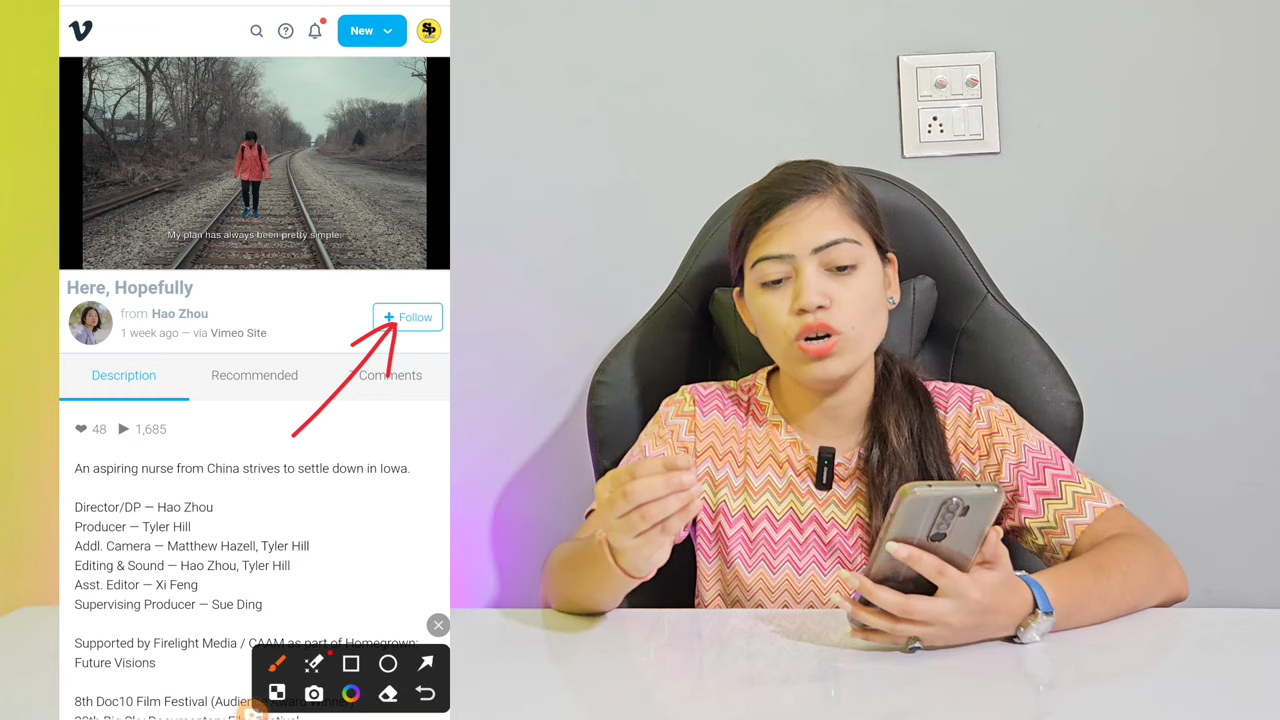 New
SP
My plan has always been pretty simple.
Here, Hopefully
from Hao Zhou
1 week ago — via Vimeo Site
+ Follow
Description
Recommended
Comments
48
1,685
An aspiring nurse from China strives to settle down in Iowa.
Director/DP — Hao Zhou
Producer — Tyler Hill
Addl. Camera — Matthew Hazell, Tyler Hill
Editing & Sound — Hao Zhou, Tyler Hill
Asst. Editor — Xi Feng
Supervising Producer — Sue Ding
Supported by Firelight Media / CAAM as part of Homegrown:
Future Visions
8th Doc10 Film Festival (Audience Award Winner)